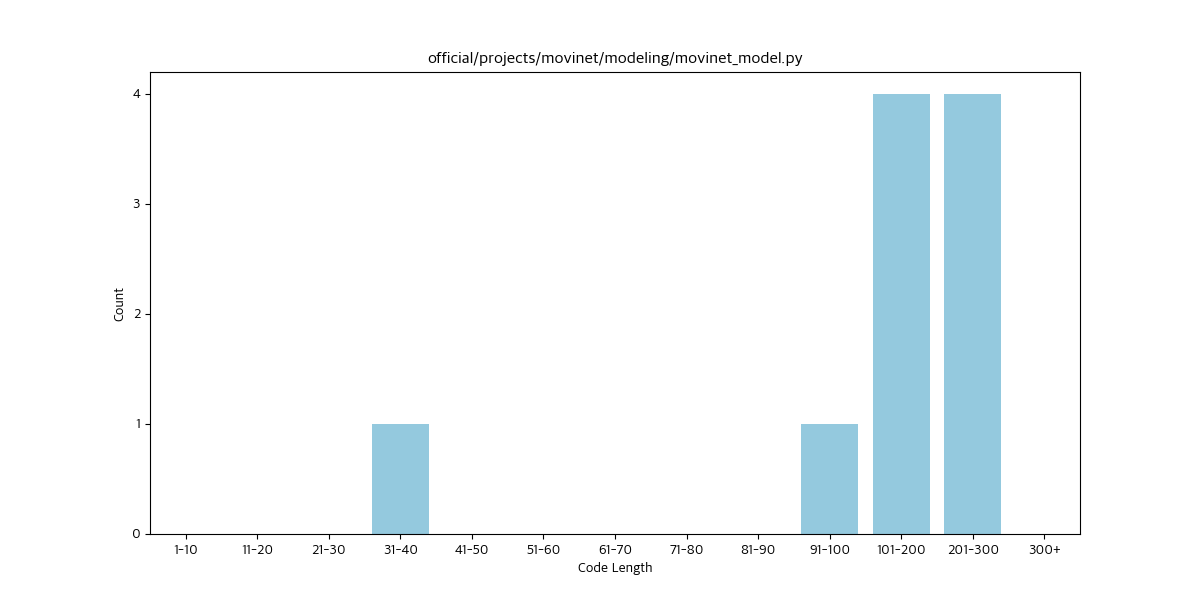 official/projects/movinet/modeling/movinet_model.py
Count
4
3
2
1
0
1-10 11-20 21-30 31-40 41-50 51-60 61-70 71-80 81-90 91-100 101-200 201-300 300+
Code Length